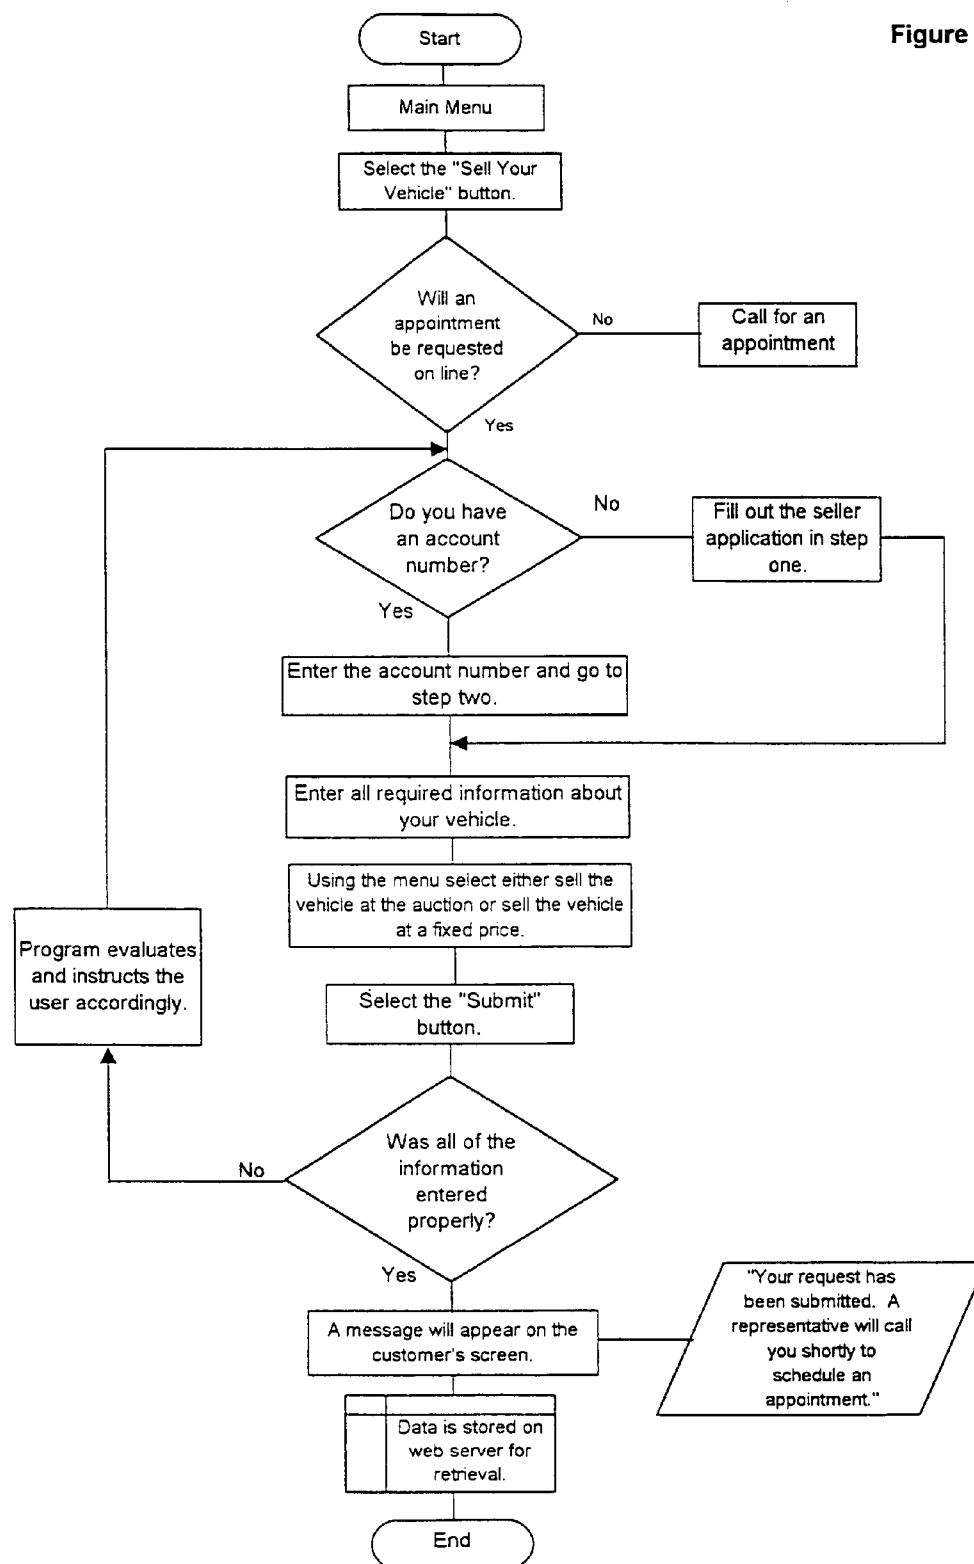 Figure
Start
Main Menu
Select the "Sell Your
Vehicle" button.
Will an
appointment
be requested
on line?
No
Call for an
appointment
Yes
Do you have
an account
number?
No
Fill out the seller
application in step
one.
Yes
Enter the account number and go to
step two.
Enter all required information about
your vehicle.
Using the menu select either sell the
vehicle at the auction or sell the vehicle
at a fixed price.
Program evaluates
and instructs the
user accordingly.
Select the "Submit"
button.
Was all of the
information
entered
properly?
No
Yes
A message will appear on the
customer's screen.
"Your request has
been submitted. A
representative will call
you shortly to
schedule an
appointment."
Data is stored on
web server for
retrieval.
End